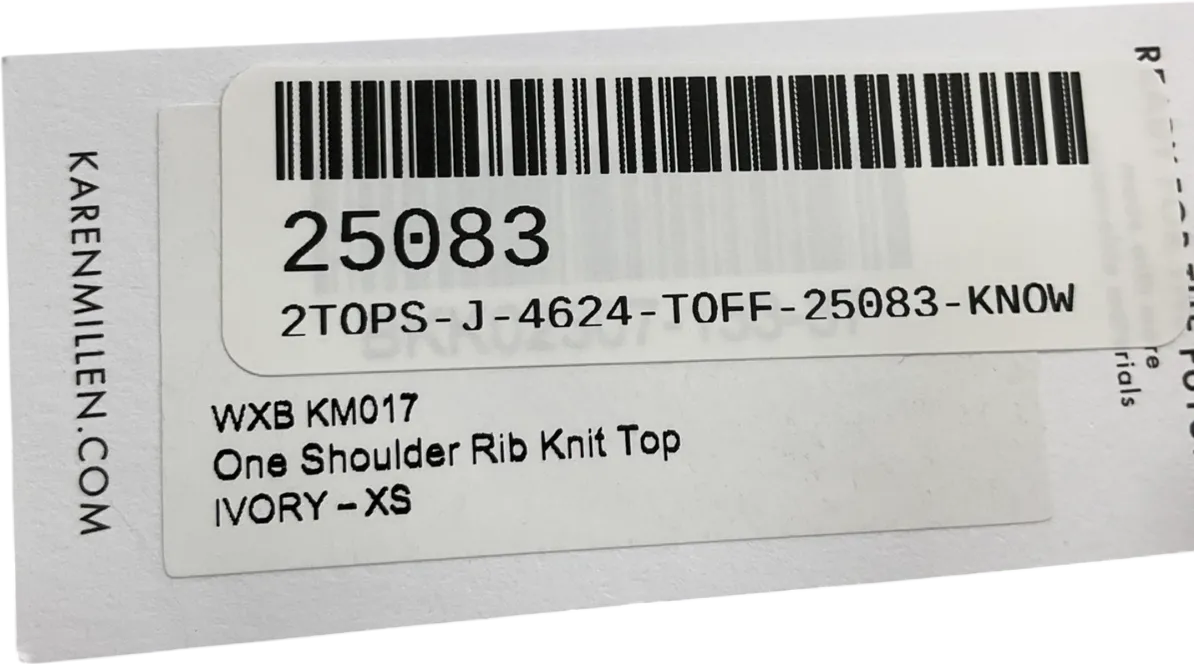 KARENMILLEN.COM
25083
2TOPS-J-4624-TOFF-25083-KNOW
WXB KM017
One Shoulder Rib Knit Top
IVORY – XS